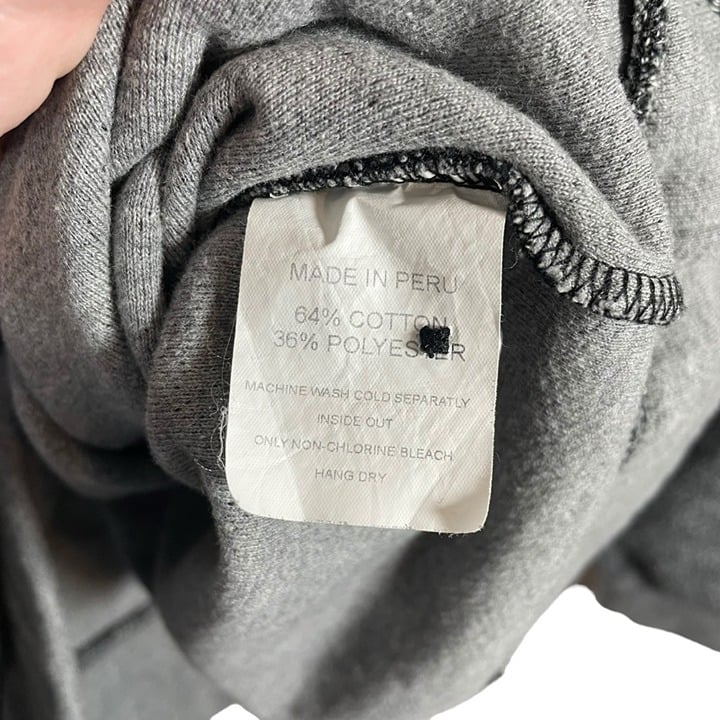 MADE IN PERU
64% COTTON
36% POLYESTER
MACHINE WASH COLD SEPARATLY
INSIDE OUT
ONLY NON-CHLORINE BLEACH
HANG DRY